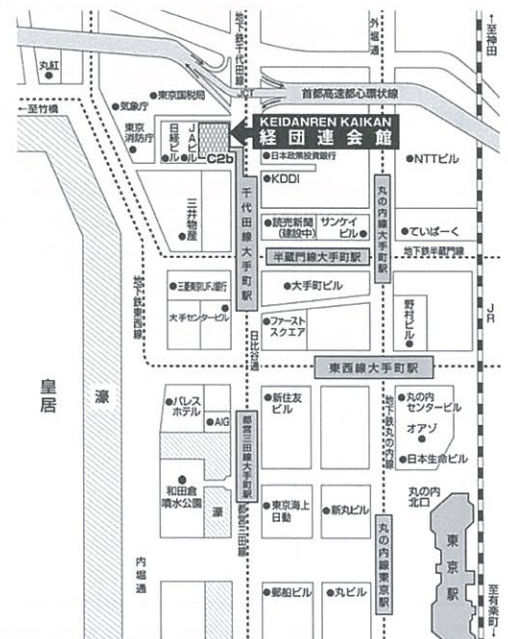 丸紅
地下鉄千代田線
外堀通
至神田
JCT
首都高速都心環状線
東京国税局
気象庁
至竹橋
東京
消防庁
日経ビル
JAビル
C2b
KEIDANREN KAIKAN
経団連会館
日本政策投資銀行
KDDI
NTTビル
三井
物産
千代田線大手町駅
読売新聞
(建設中)
サンケイ
ビル
丸の内線大手町駅
ていぱーく
地下鉄半蔵門線
半蔵門線大手町駅
地下鉄東西線
三菱東京UFJ銀行
大手センタービル
大手町ビル
ファースト
スクエア
野村ビル
JR
日比谷通
東西線大手町駅
皇居
濠
パレス
ホテル
AIG
新住友
ビル
都営三田線大手町駅
地下鉄丸の内線
丸の内
センタービル
オアゾ
日本生命ビル
和田倉
噴水公園
濠
都営三田線
東京海上
日動
新丸ビル
丸の内
北口
丸の内線東京駅
東京駅
内堀通
郵船ビル
丸ビル
至有楽町